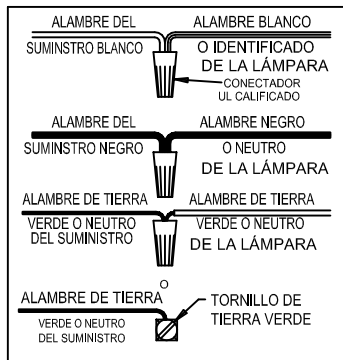 ALAMBRE DEL ALAMBRE BLANCO
SUMINSTRO BLANCO O IDENTIFICADO
DE LA LÁMPARA
CONECTADOR
UL CALIFICADO
ALAMBRE DEL ALAMBRE NEGRO
SUMINSTRO NEGRO O NEUTRO
DE LA LÁMPARA
ALAMBRE DE TIERRA ALAMBRE DE TIERRA
VERDE O NEUTRO VERDE O NEUTRO
DEL SUMINISTRO DE LA LÁMPARA
O
ALAMBRE DE TIERRA TORNILLO DE
TIERRA VERDE
VERDE O NEUTRO
DEL SUMINISTRO